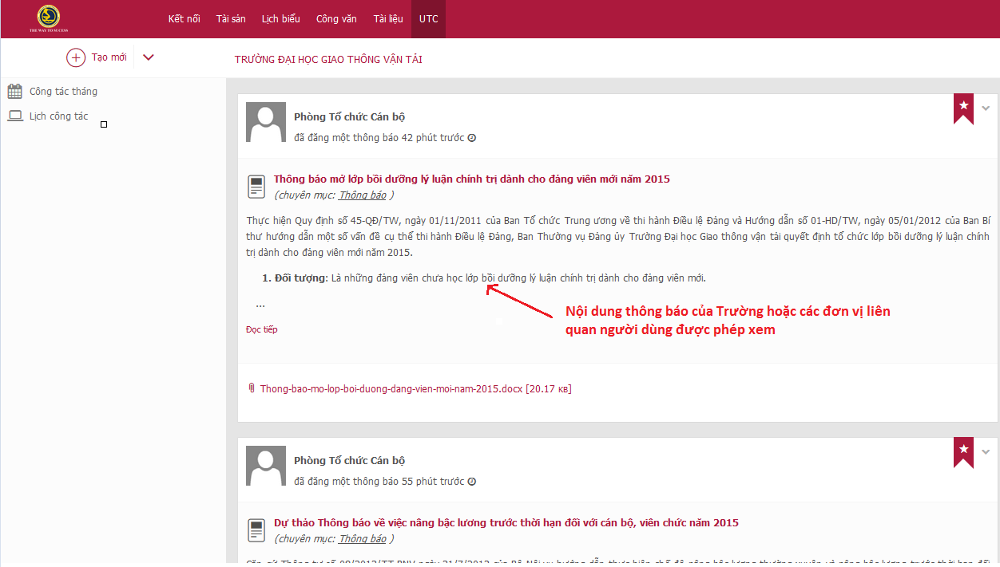 THE WAY TO SUCESS
Kết nối Tài sản Lịch biểu Công văn Tài liệu UTC
Tạo mới
TRƯỜNG ĐẠI HỌC GIAO THÔNG VẬN TẢI
Công tác tháng
Lịch công tác
Phòng Tổ chức Cán bộ
đã đăng một thông báo 42 phút trước
Thông báo mở lớp bồi dưỡng lý luận chính trị dành cho đảng viên mới năm 2015
(chuyên mục: Thông báo )
Thực hiện Quy định số 45-QĐ/TW, ngày 01/11/2011 của Ban Tổ chức Trung ương về thi hành Điều lệ Đảng và Hướng dẫn số 01-HD/TW, ngày 05/01/2012 của Ban Bí
thư hướng dẫn một số vấn đề cụ thể thi hành Điều lệ Đảng, Ban Thường vụ Đảng ủy Trường Đại học Giao thông vận tải quyết định tổ chức lớp bồi dưỡng lý luận chính
trị dành cho đảng viên mới năm 2015.
1. Đối tượng: Là những đảng viên chưa học lớp bồi dưỡng lý luận chính trị dành cho đảng viên mới.
...
Nội dung thông báo của Trường hoặc các đơn vị liên
quan người dùng được phép xem
Đọc tiếp
Thong-bao-mo-lop-boi-duong-dang-vien-moi-nam-2015.docx [20.17 KB]
Phòng Tổ chức Cán bộ
đã đăng một thông báo 55 phút trước
Dự thảo Thông báo về việc nâng bậc lương trước thời hạn đối với cán bộ, viên chức năm 2015
(chuyên mục: Thông báo )